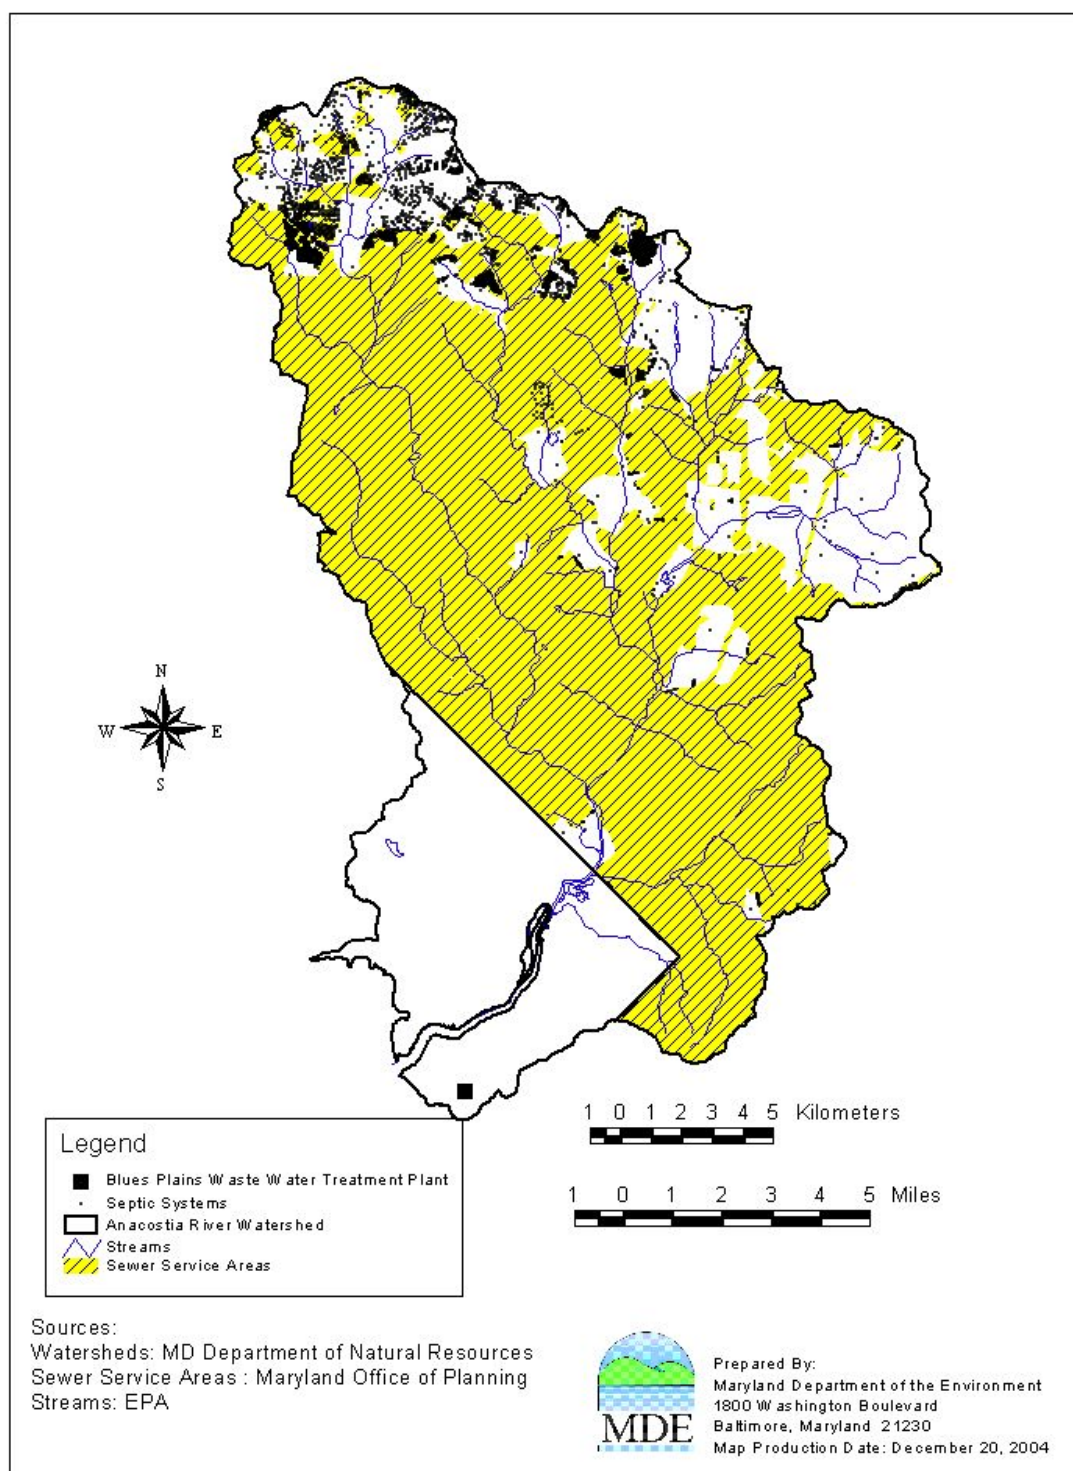 N
W E
S
1 0 1 2 3 4 5 Kilometers
1 0 1 2 3 4 5 Miles
Legend
Blues Plains Waste Water Treatment Plant
Septic Systems
Anacostia River Watershed
Streams
Sewer Service Areas
Sources:
Watersheds: MD Department of Natural Resources
Sewer Service Areas : Maryland Office of Planning
Streams: EPA
MDE
Prepared By:
Maryland Department of the Environment
1800 Washington Boulevard
Baltimore, Maryland 21230
Map Production Date: December 20, 2004